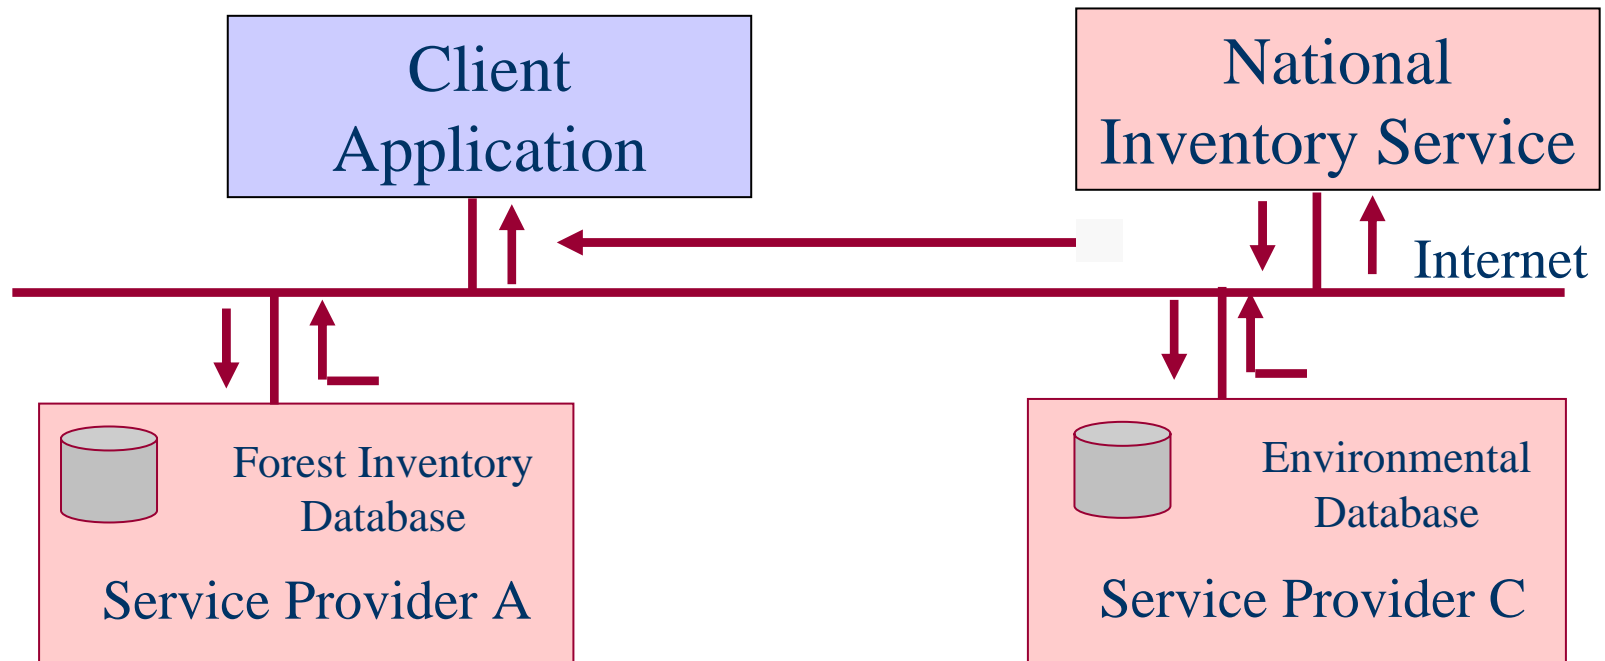 Client
Application
National
Inventory Service
Internet
Forest Inventory
Database
Service Provider A
Environmental
Database
Service Provider C